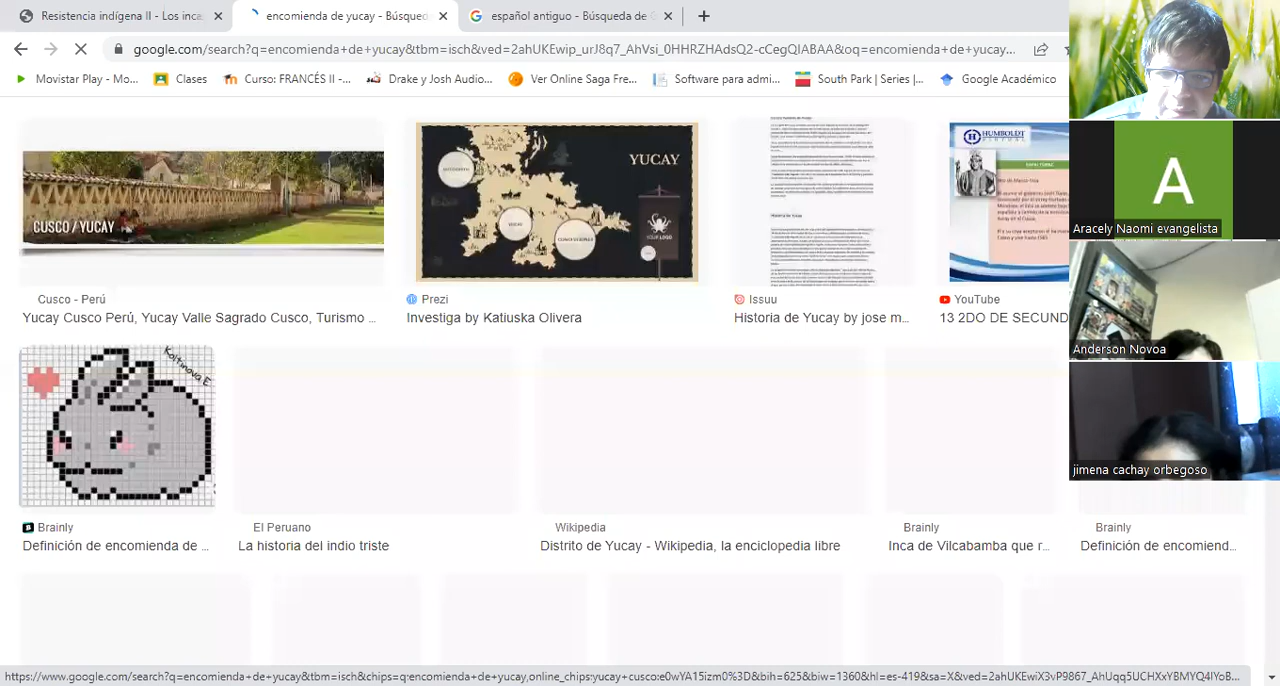 Resistencia indígena II - Los inca
encomienda de yucay - Búsqued
español antiguo - Búsqueda de G
google.com/search?q=encomienda+de+yucay&tbm=isch&ved=2ahUKEwip_urJ8q7_AhVsi_0HHRZHAdsQ2-cCegQIABAA&oq=encomienda+de+yucay...
Movistar Play - Mo...
Clases
Curso: FRANCÉS II -...
Drake y Josh Audio...
Ver Online Saga Fre...
Software para admi...
South Park | Series |...
Google Académico
CUSCO / YUCAY
YUCAY
YOUR LOGO
HUMBOLDT
Historia de Yucay
Cusco - Perú
Prezi
Issuu
YouTube
Yucay Cusco Perú, Yucay Valle Sagrado Cusco, Turismo ...
Investiga by Katiuska Olivera
Historia de Yucay by jose m...
13 2DO DE SECUND
Kaitinova E.
Brainly
El Peruano
Wikipedia
Brainly
Brainly
Definición de encomienda de ...
La historia del indio triste
Distrito de Yucay - Wikipedia, la enciclopedia libre
Inca de Vilcabamba que r...
Definición de encomiend...
A
Aracely Naomi evangelista
Anderson Novoa
jimena cachay orbegoso
https://www.google.com/search?q=encomienda+de+yucay&tbm=isch&chips=q:encomienda+de+yucay,online_chips:yucay+cusco:e0wYA15izm0%3D&bih=625&biw=1360&hl=es-419&sa=X&ved=2ahUKEwiX3vP9867_AhUqq5UCHXxYBMYQ4lYoB...